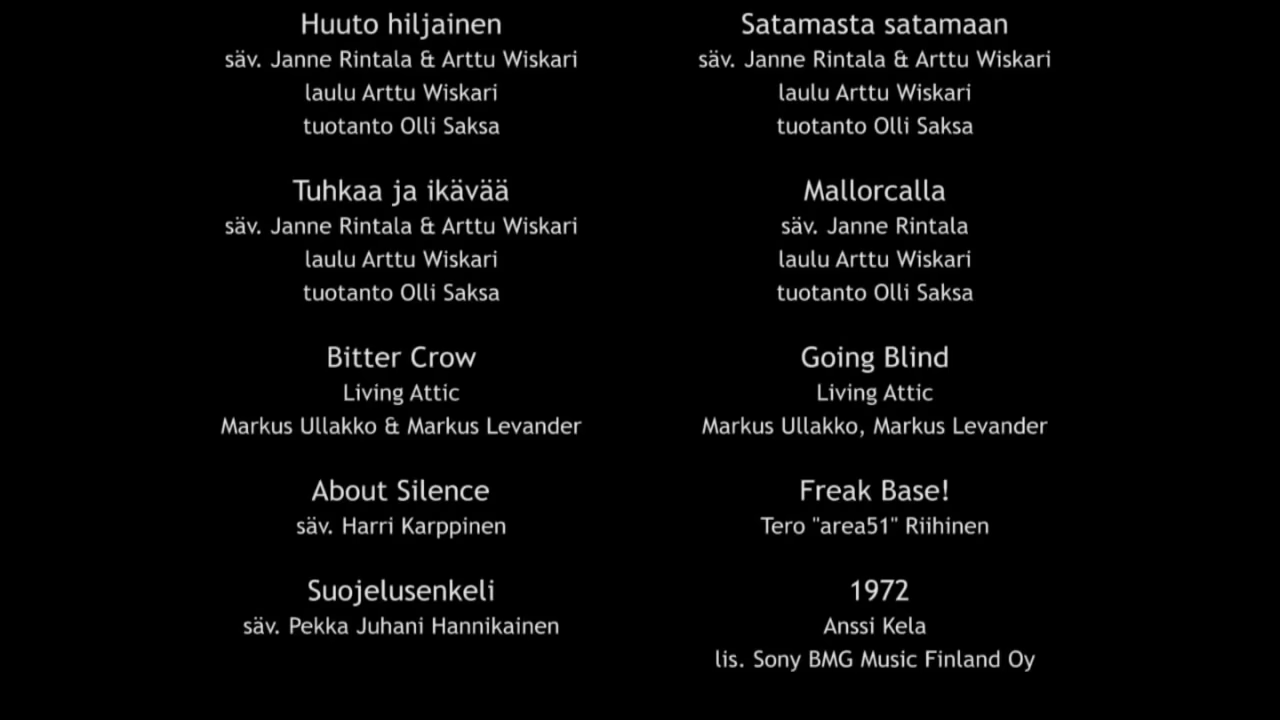 Huuto hiljainen
säv. Janne Rintala & Arttu Wiskari
laulu Arttu Wiskari
tuotanto Olli Saksa
Tuhkaa ja ikävää
säv. Janne Rintala & Arttu Wiskari
laulu Arttu Wiskari
tuotanto Olli Saksa
Bitter Crow
Living Attic
Markus Ullakko & Markus Levander
About Silence
säv. Harri Karppinen
Suojelusenkeli
säv. Pekka Juhani Hannikainen
Satamasta satamaan
säv. Janne Rintala & Arttu Wiskari
laulu Arttu Wiskari
tuotanto Olli Saksa
Mallorcalla
säv. Janne Rintala
laulu Arttu Wiskari
tuotanto Olli Saksa
Going Blind
Living Attic
Markus Ullakko, Markus Levander
Freak Base!
Tero "area51" Riihinen
1972
Anssi Kela
lis. Sony BMG Music Finland Oy